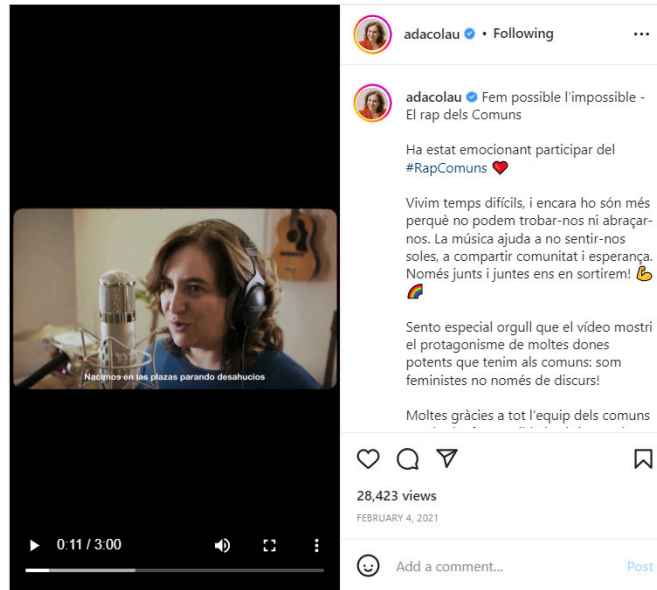 adacolau • Following
adacolau Fem possible l'impossible -
El rap dels Comuns
Ha estat emocionant participar del
#RapComuns
Vivim temps difícils, i encara ho són més
perquè no podem trobar-nos ni abraçar-
nos. La música ajuda a no sentir-nos
soles, a compartir comunitat i esperança.
Només junts i juntes ens en sortirem!
Sento especial orgull que el vídeo mostri
el protagonisme de moltes dones
potents que tenim als comuns: som
feministes no només de discurs!
Moltes gràcies a tot l'equip dels comuns
Nacimos en las plazas parando desahucios
0:11 / 3:00
28,423 views
FEBRUARY 4, 2021
Add a comment...
Post